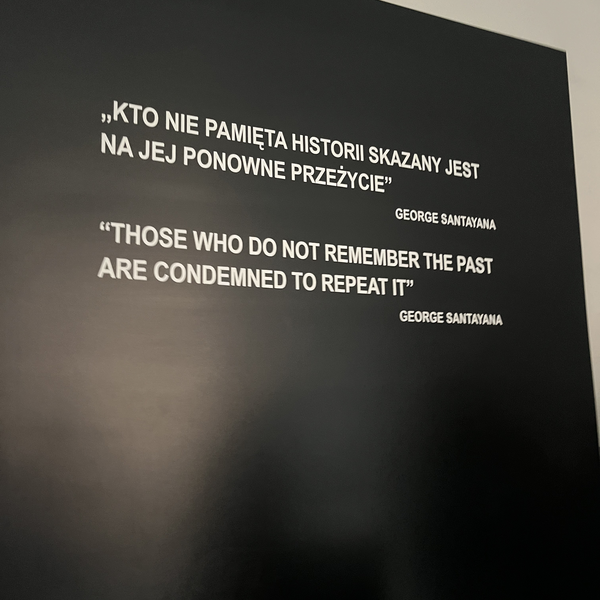 „KTO NIE PAMIĘTA HISTORII SKAZANY JEST
NA JEJ PONOWNE PRZEŻYCIE”
GEORGE SANTAYANA
“THOSE WHO DO NOT REMEMBER THE PAST
ARE CONDEMNED TO REPEAT IT”
GEORGE SANTAYANA